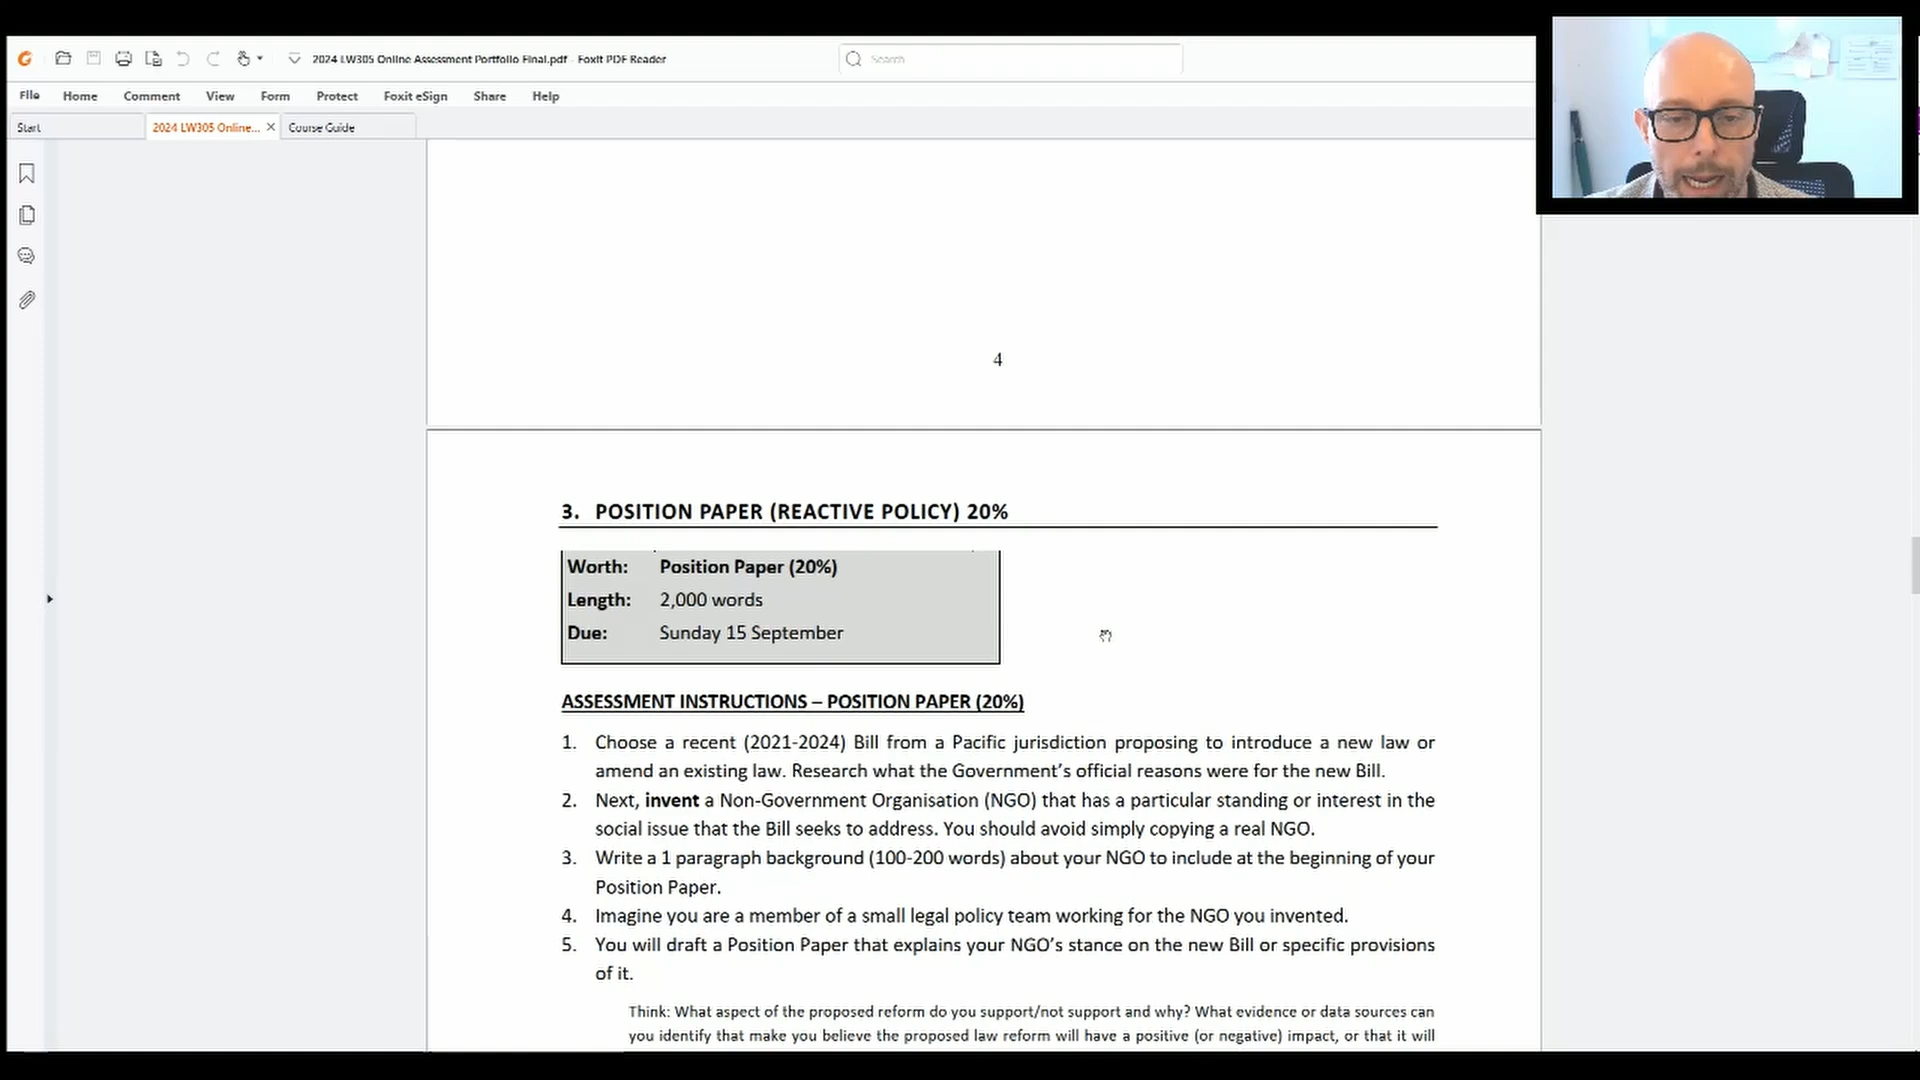 2024 LW305 Online Assessment Portfolio Final.pdf - Foxit PDF Reader
Search
File Home Comment View Form Protect Foxit eSign Share Help
Start
2024 LW305 Online...
Course Guide
4
3. POSITION PAPER (REACTIVE POLICY) 20%
Worth: Position Paper (20%)
Length: 2,000 words
Due: Sunday 15 September
ASSESSMENT INSTRUCTIONS – POSITION PAPER (20%)
1. Choose a recent (2021-2024) Bill from a Pacific jurisdiction proposing to introduce a new law or
amend an existing law. Research what the Government's official reasons were for the new Bill.
2. Next, invent a Non-Government Organisation (NGO) that has a particular standing or interest in the
social issue that the Bill seeks to address. You should avoid simply copying a real NGO.
3. Write a 1 paragraph background (100-200 words) about your NGO to include at the beginning of your
Position Paper.
4. Imagine you are a member of a small legal policy team working for the NGO you invented.
5. You will draft a Position Paper that explains your NGO's stance on the new Bill or specific provisions
of it.
Think: What aspect of the proposed reform do you support/not support and why? What evidence or data sources can
you identify that make you believe the proposed law reform will have a positive (or negative) impact, or that it will